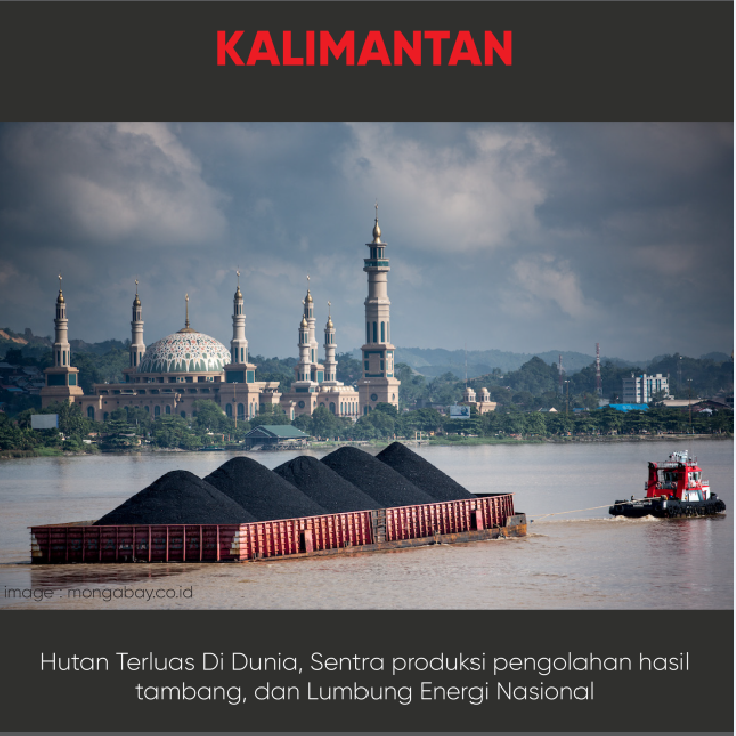 KALIMANTAN
image : mongabay.co.id
Hutan Terluas Di Dunia, Sentra produksi pengolahan hasil
tambang, dan Lumbung Energi Nasional